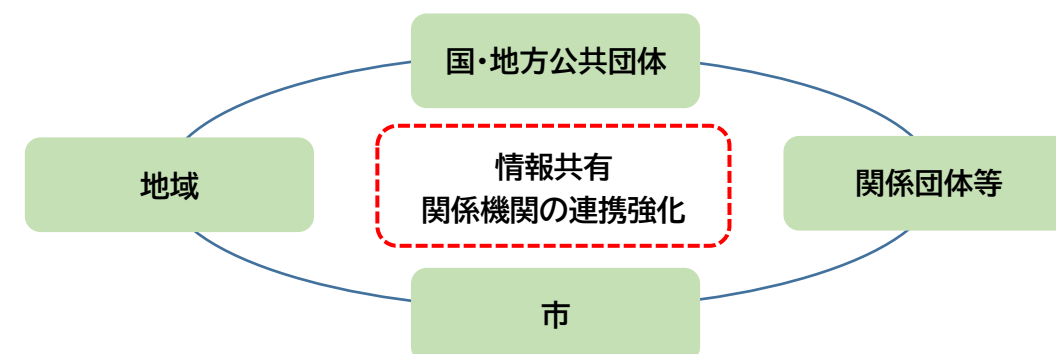 国・地方公共団体
地域
情報共有
関係機関の連携強化
関係団体等
市